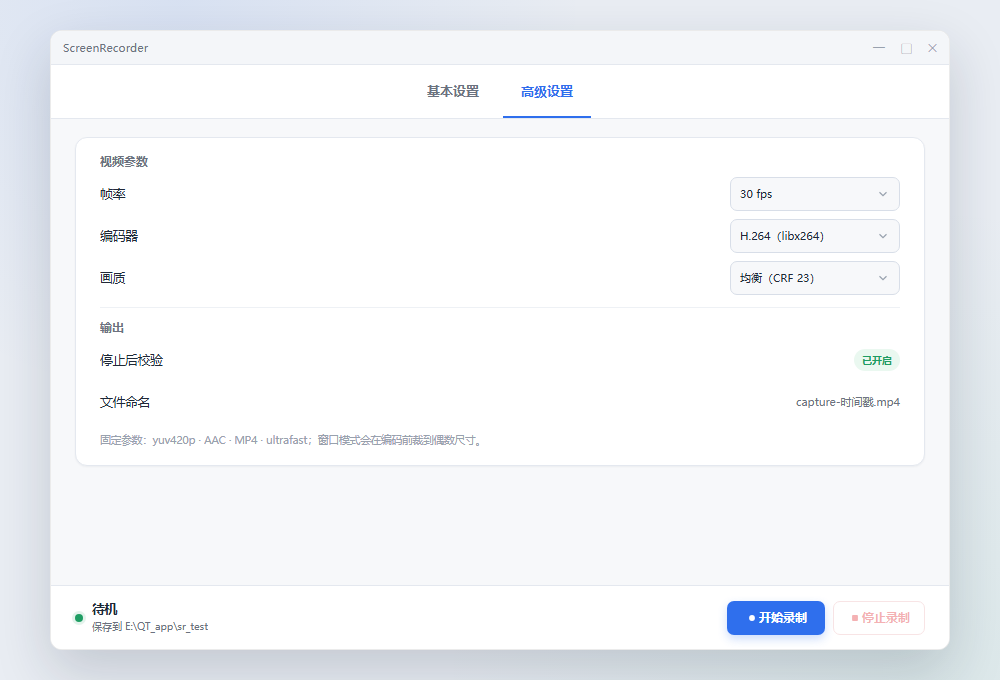 ScreenRecorder
基本设置 高级设置
视频参数
帧率 30 fps
编码器 H.264（libx264）
画质 均衡（CRF 23）
输出
停止后校验 已开启
文件命名 capture-时间戳.mp4
固定参数：yuv420p · AAC · MP4 · ultrafast；窗口模式会在编码前裁到偶数尺寸。
待机
保存到 E:\QT_app\sr_test
开始录制 停止录制